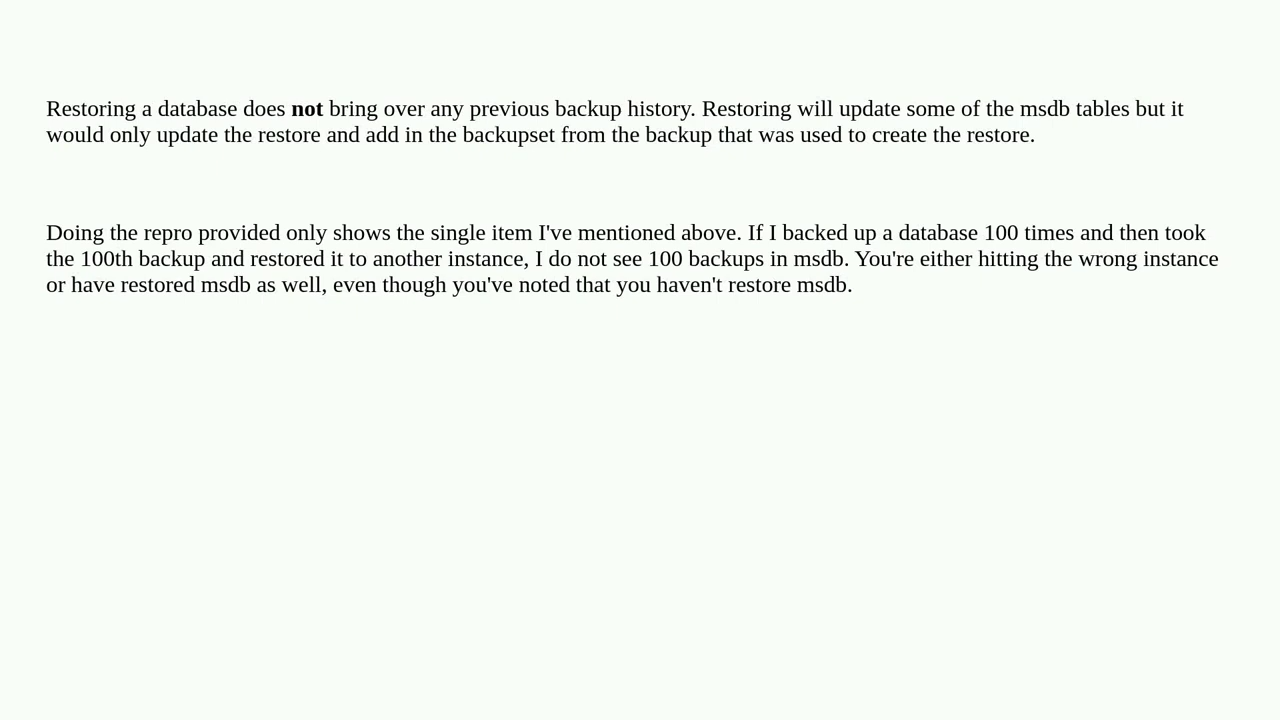 Restoring a database does not bring over any previous backup history. Restoring will update some of the msdb tables but it
would only update the restore and add in the backupset from the backup that was used to create the restore.
Doing the repro provided only shows the single item I've mentioned above. If I backed up a database 100 times and then took
the 100th backup and restored it to another instance, I do not see 100 backups in msdb. You're either hitting the wrong instance
or have restored msdb as well, even though you've noted that you haven't restore msdb.